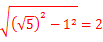 √((√5)² − 1²) = 2